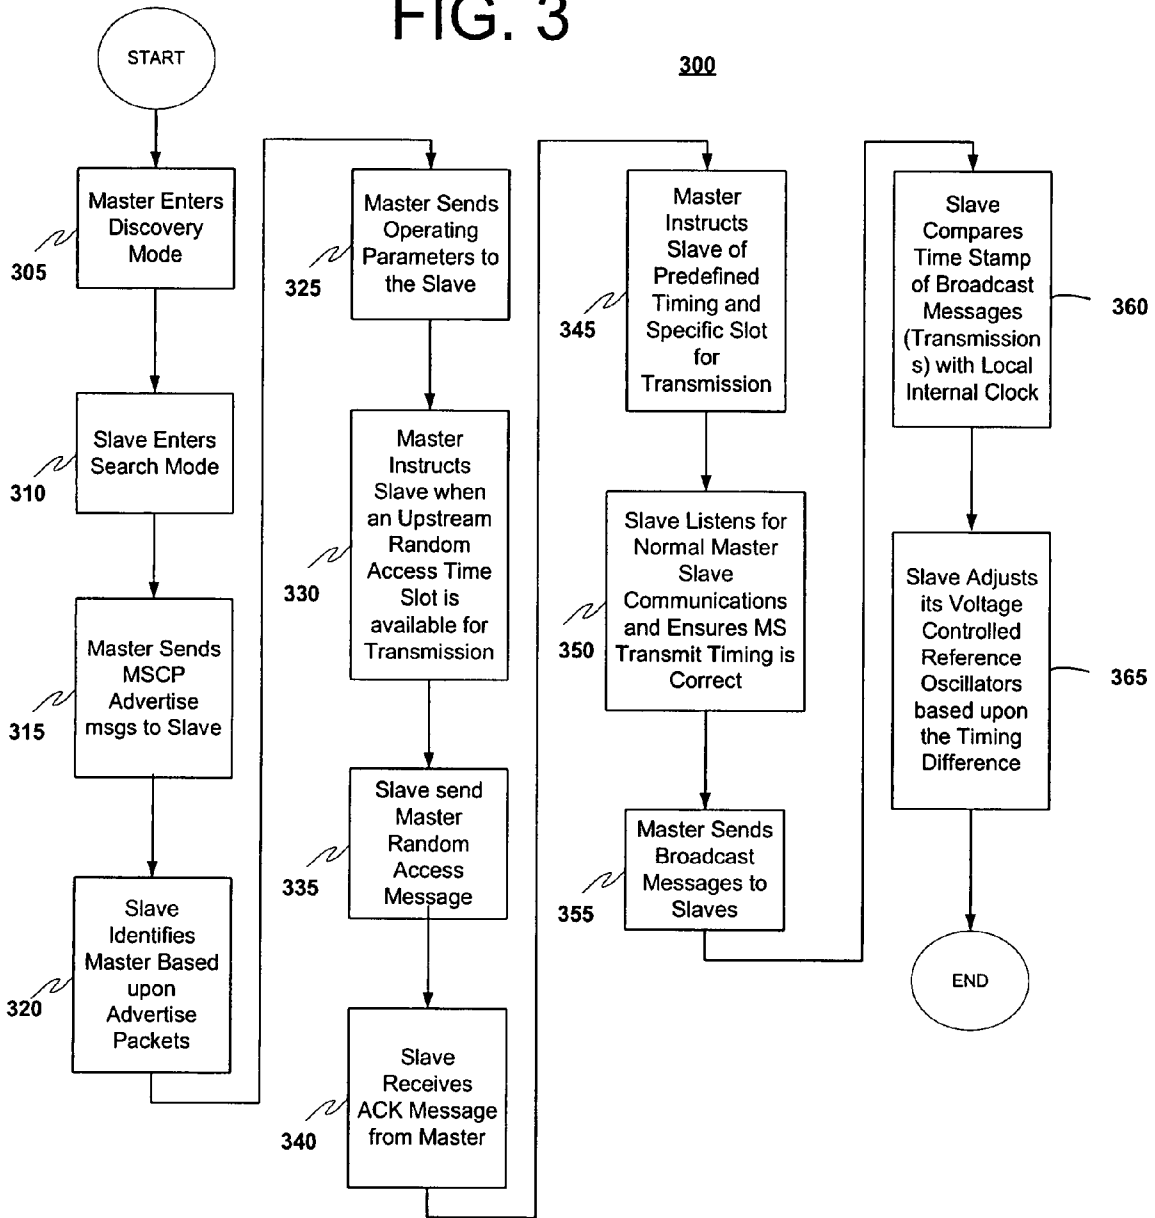 FIG. 3
300
START
Master Enters
Discovery
Mode
305
Slave Enters
Search Mode
310
Master Sends
MSCP
Advertise
msgs to Slave
315
Slave
Identifies
Master Based
upon
Advertise
Packets
320
Master Sends
Operating
Parameters to
the Slave
325
Master
Instructs
Slave when
an Upstream
Random
Access Time
Slot is
available for
Transmission
330
Slave send
Master
Random
Access
Message
335
Slave
Receives
ACK Message
from Master
340
Master
Instructs
Slave of
Predefined
Timing and
Specific Slot
for
Transmission
345
Slave Listens for
Normal Master
Slave
Communications
and Ensures MS
Transmit Timing is
Correct
350
Master Sends
Broadcast
Messages to
Slaves
355
Slave
Compares
Time Stamp
of Broadcast
Messages
(Transmission
s) with Local
Internal Clock
360
Slave Adjusts
its Voltage
Controlled
Reference
Oscillators
based upon
the Timing
Difference
365
END